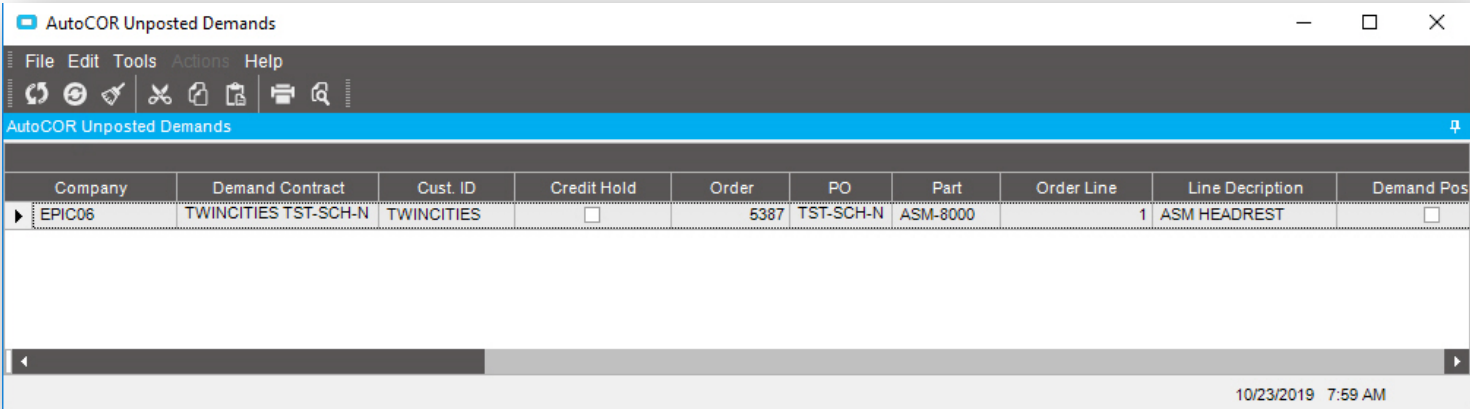 AutoCOR Unposted Demands
File Edit Tools Actions Help
AutoCOR Unposted Demands
Company Demand Contract Cust. ID Credit Hold Order PO Part Order Line Line Decription Demand Pos
EPIC06 TWINCITIES TST-SCH-N TWINCITIES 5387 TST-SCH-N ASM-8000 1 ASM HEADREST
10/23/2019 7:59 AM